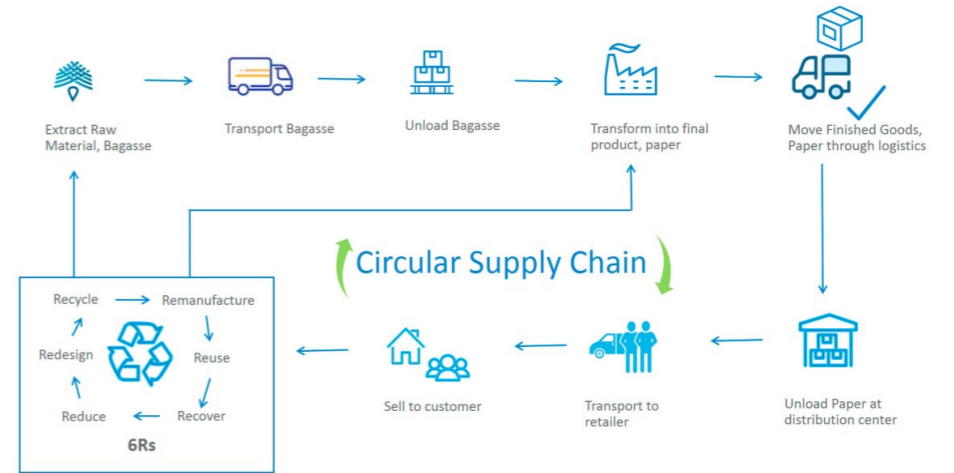 Extract Raw
Material, Bagasse
Transport Bagasse
Unload Bagasse
Transform into final
product, paper
Move Finished Goods,
Paper through logistics
Circular Supply Chain
Recycle
Remanufacture
Redesign
Reuse
Reduce
Recover
6Rs
Sell to customer
Transport to
retailer
Unload Paper at
distribution center